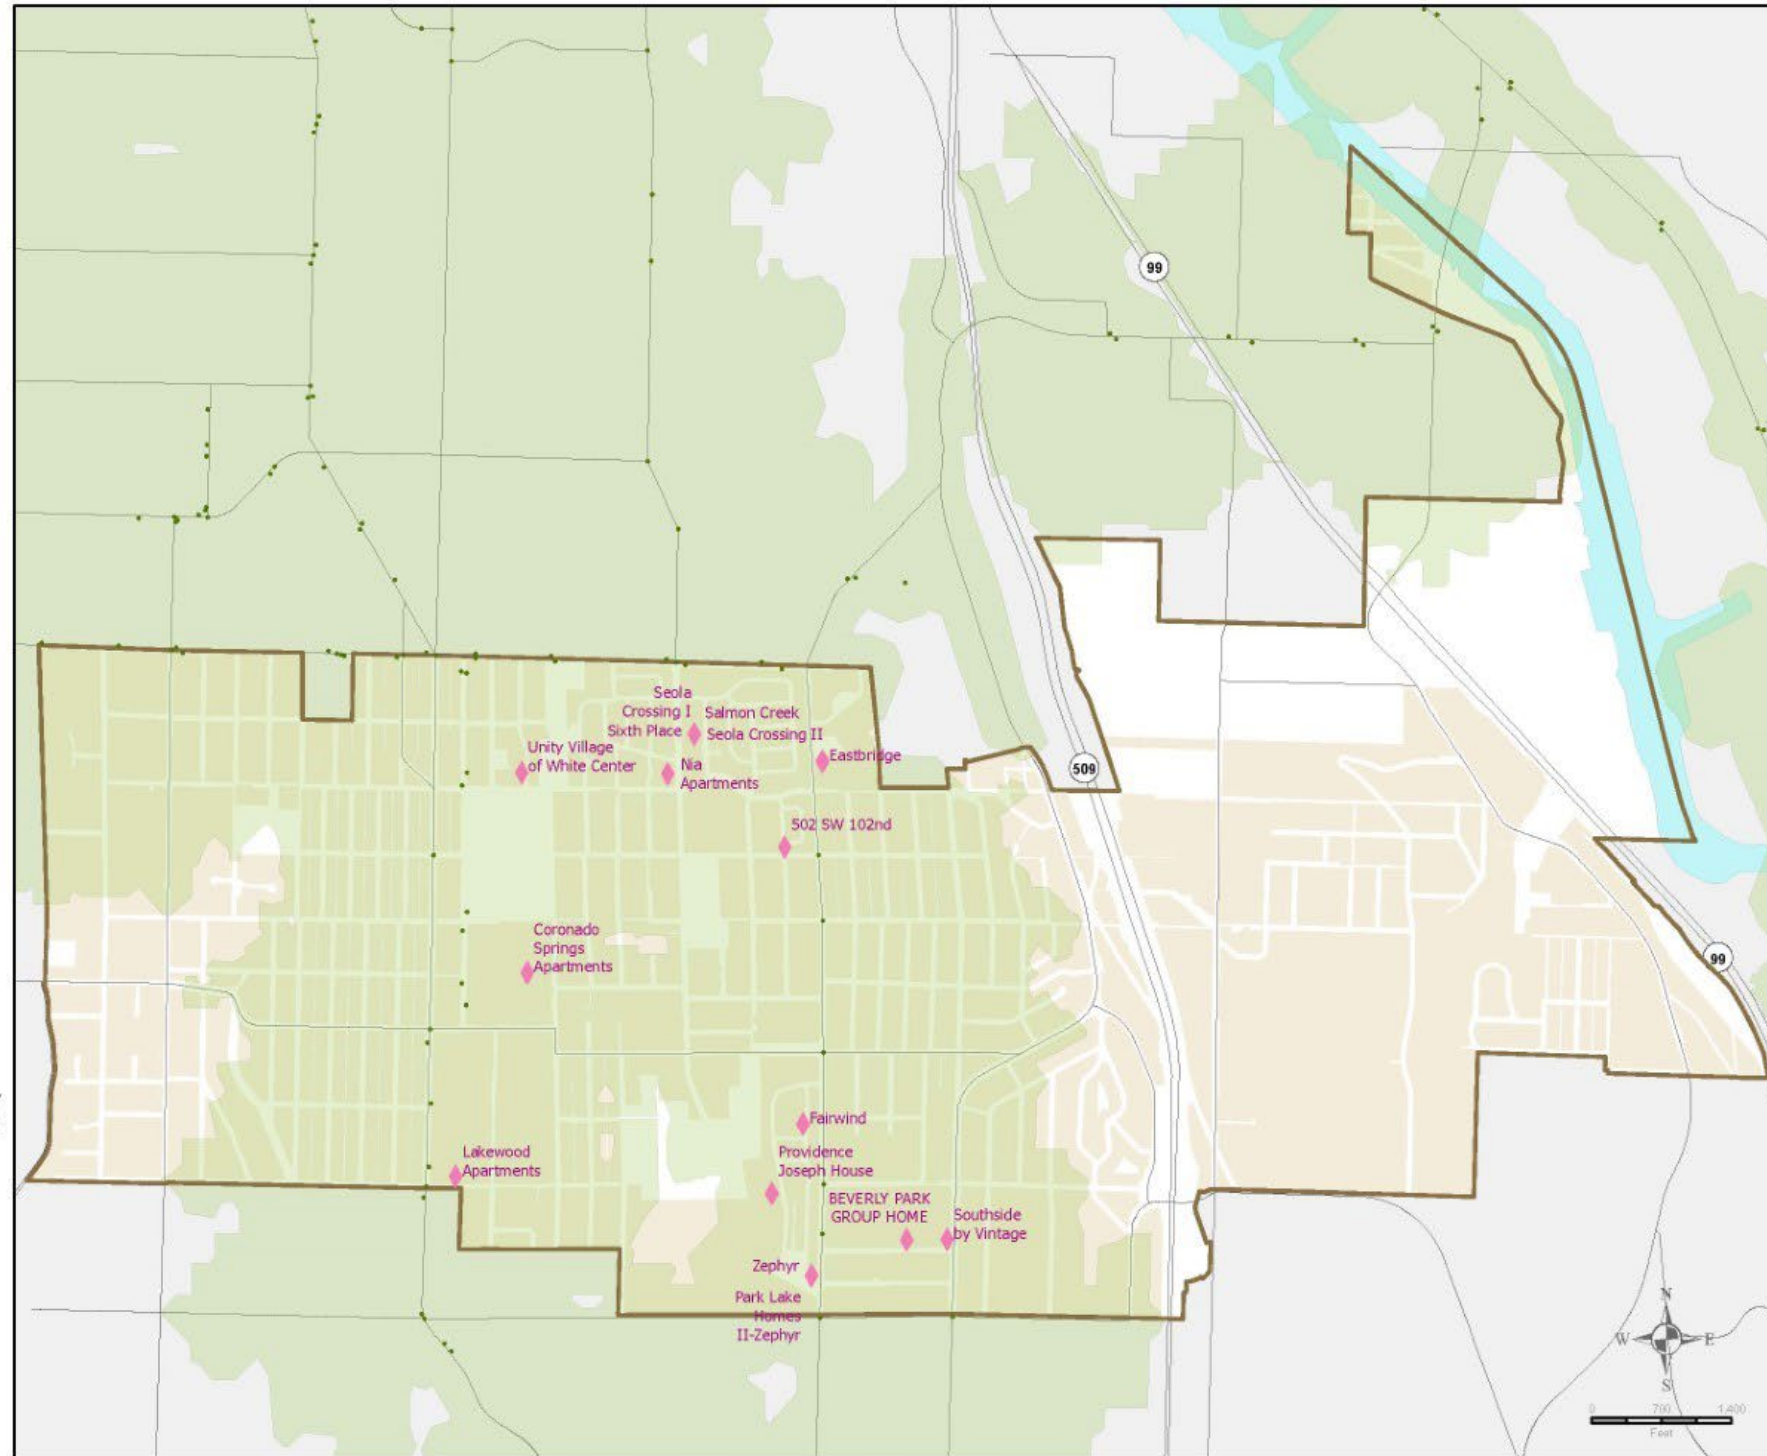 99
Seola
Crossing I
Salmon Creek
Sixth Place
Seola Crossing II
Unity Village
of White Center
Nia
Apartments
Eastbridge
509
502 SW 102nd
Coronado
Springs
Apartments
99
Fairwind
Lakewood
Apartments
Providence
Joseph House
BEVERLY PARK
GROUP HOME
Southside
by Vintage
Zephyr
Park Lake
Homes
II-Zephyr
N
W
E
S
0 700 1,400
Feet